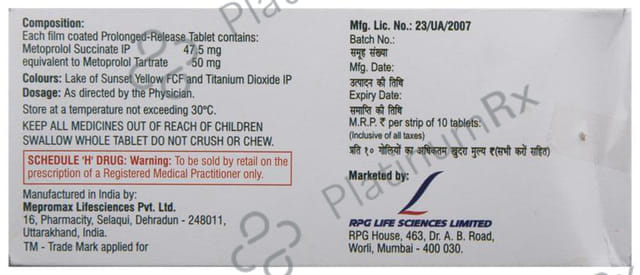 Composition:
Each film coated Prolonged-Release Tablet contains:
Metoprolol Succinate IP 47.5 mg
equivalent to Metoprolol Tartrate 50 mg
Colours: Lake of Sunset Yellow FCF and Titanium Dioxide IP
Dosage: As directed by the Physician.
Store at a temperature not exceeding 30°C.
KEEP ALL MEDICINES OUT OF REACH OF CHILDREN
SWALLOW WHOLE TABLET DO NOT CRUSH OR CHEW.
SCHEDULE 'H' DRUG: Warning: To be sold by retail on the
prescription of a Registered Medical Practitioner only.
Manufactured in India by:
Mepromax Lifesciences Pvt. Ltd.
16, Pharmacity, Selaqui, Dehradun - 248011,
Uttarakhand, India.
TM - Trade Mark applied for
Mfg. Lic. No.: 23/UA/2007
Batch No.:
समूह संख्या
Mfg. Date:
उत्पादन की तिथि
Expiry Date:
समाप्ति की तिथि
M.R.P. ₹ per strip of 10 tablets:
(Inclusive of all taxes)
प्रति १० गोलियों का अधिकतम खुदरा मूल्य ₹(सभी करों सहित)
Marketed by:
RPG LIFE SCIENCES LIMITED
RPG House, 463, Dr. A. B. Road,
Worli, Mumbai - 400 030.
PlatinumRx